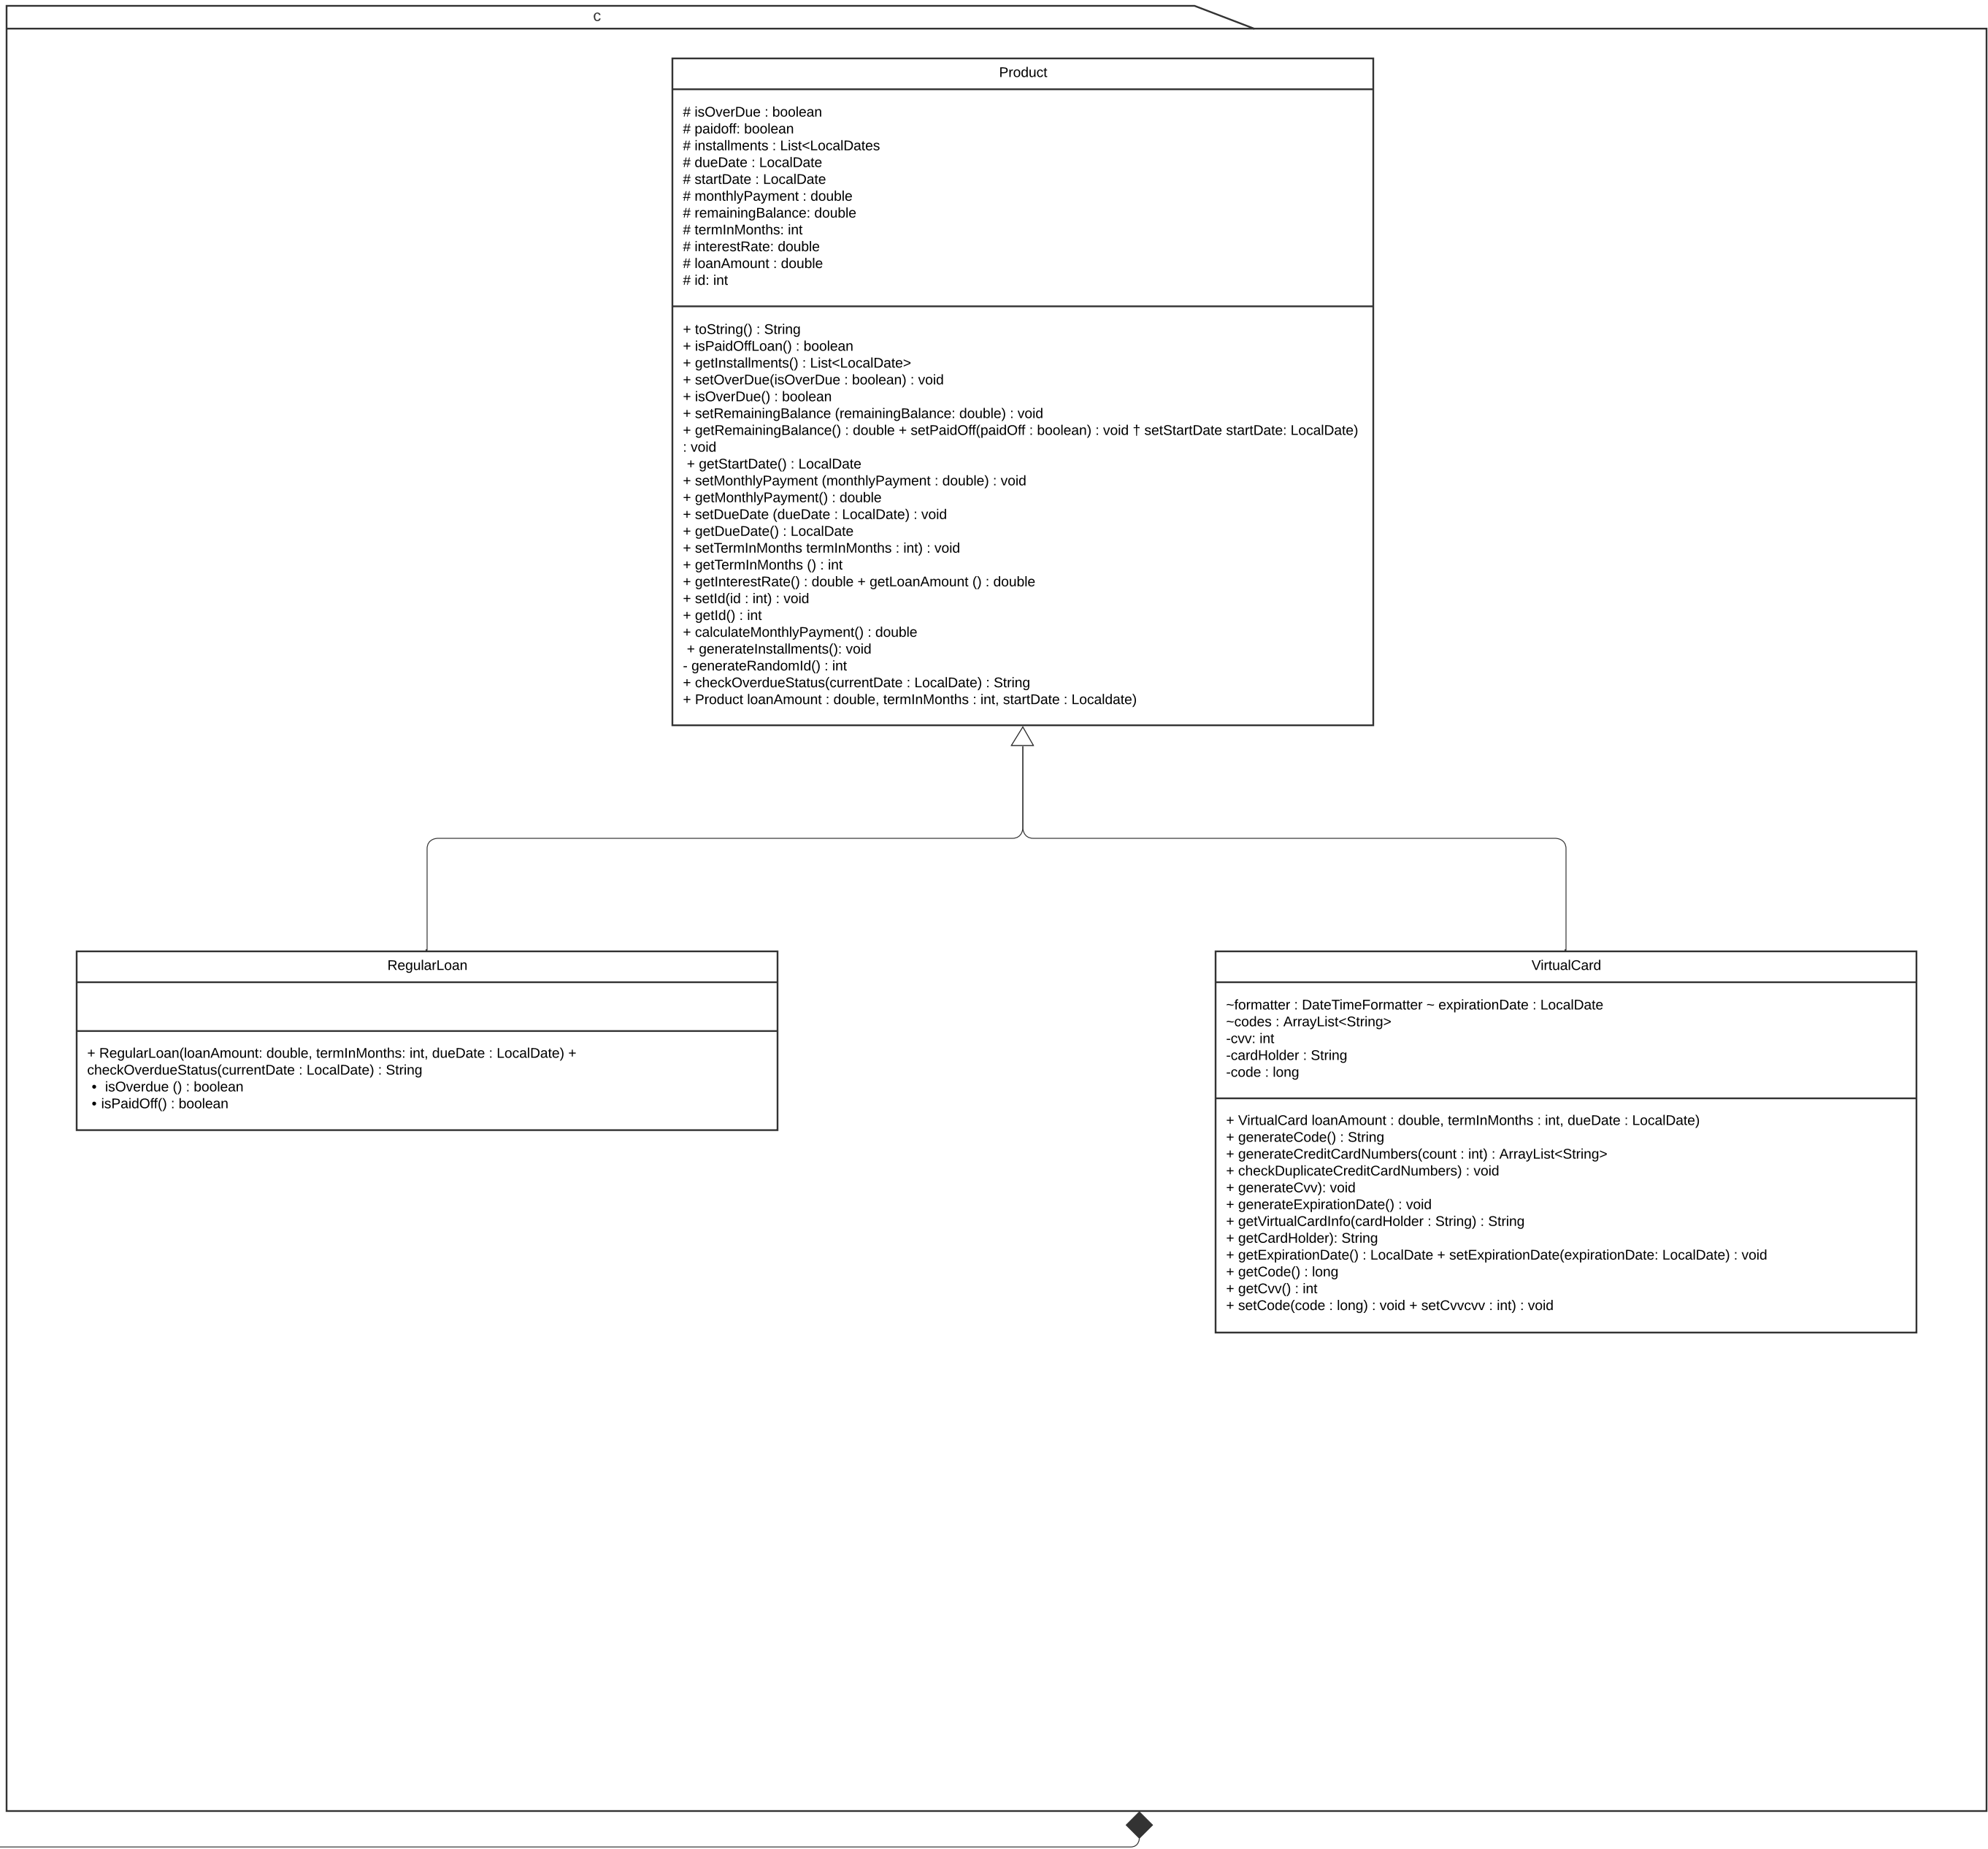 C
Product
# isOverDue : boolean
# paidoff: boolean
# installments : List<LocalDates
# dueDate : LocalDate
# startDate : LocalDate
# monthlyPayment : double
# remainingBalance: double
# termInMonths: int
# interestRate: double
# loanAmount : double
# id: int
+ toString() : String
+ isPaidOffLoan() : boolean
+ getInstallments() : List<LocalDate>
+ setOverDue(isOverDue : boolean) : void
+ isOverDue() : boolean
+ setRemainingBalance (remainingBalance: double) : void
+ getRemainingBalance() : double + setPaidOff(paidOff : boolean) : void † setStartDate startDate: LocalDate)
: void
+ getStartDate() : LocalDate
+ setMonthlyPayment (monthlyPayment : double) : void
+ getMonthlyPayment() : double
+ setDueDate (dueDate : LocalDate) : void
+ getDueDate() : LocalDate
+ setTermInMonths termInMonths : int) : void
+ getTermInMonths () : int
+ getInterestRate() : double + getLoanAmount () : double
+ setId(id : int) : void
+ getId() : int
+ calculateMonthlyPayment() : double
+ generateInstallments(): void
- generateRandomId() : int
+ checkOverdueStatus(currentDate : LocalDate) : String
+ Product loanAmount : double, termInMonths : int, startDate : Localdate)
RegularLoan
+ RegularLoan(loanAmount: double, termInMonths: int, dueDate : LocalDate) +
checkOverdueStatus(currentDate : LocalDate) : String
• isOverdue () : boolean
• isPaidOff() : boolean
VirtualCard
~formatter : DateTimeFormatter ~ expirationDate : LocalDate
~codes : ArrayList<String>
-cvv: int
-cardHolder : String
-code : long
+ VirtualCard loanAmount : double, termInMonths : int, dueDate : LocalDate)
+ generateCode() : String
+ generateCreditCardNumbers(count : int) : ArrayList<String>
+ checkDuplicateCreditCardNumbers) : void
+ generateCvv): void
+ generateExpirationDate() : void
+ getVirtualCardInfo(cardHolder : String) : String
+ getCardHolder): String
+ getExpirationDate() : LocalDate + setExpirationDate(expirationDate: LocalDate) : void
+ getCode() : long
+ getCvv() : int
+ setCode(code : long) : void + setCvvcvv : int) : void